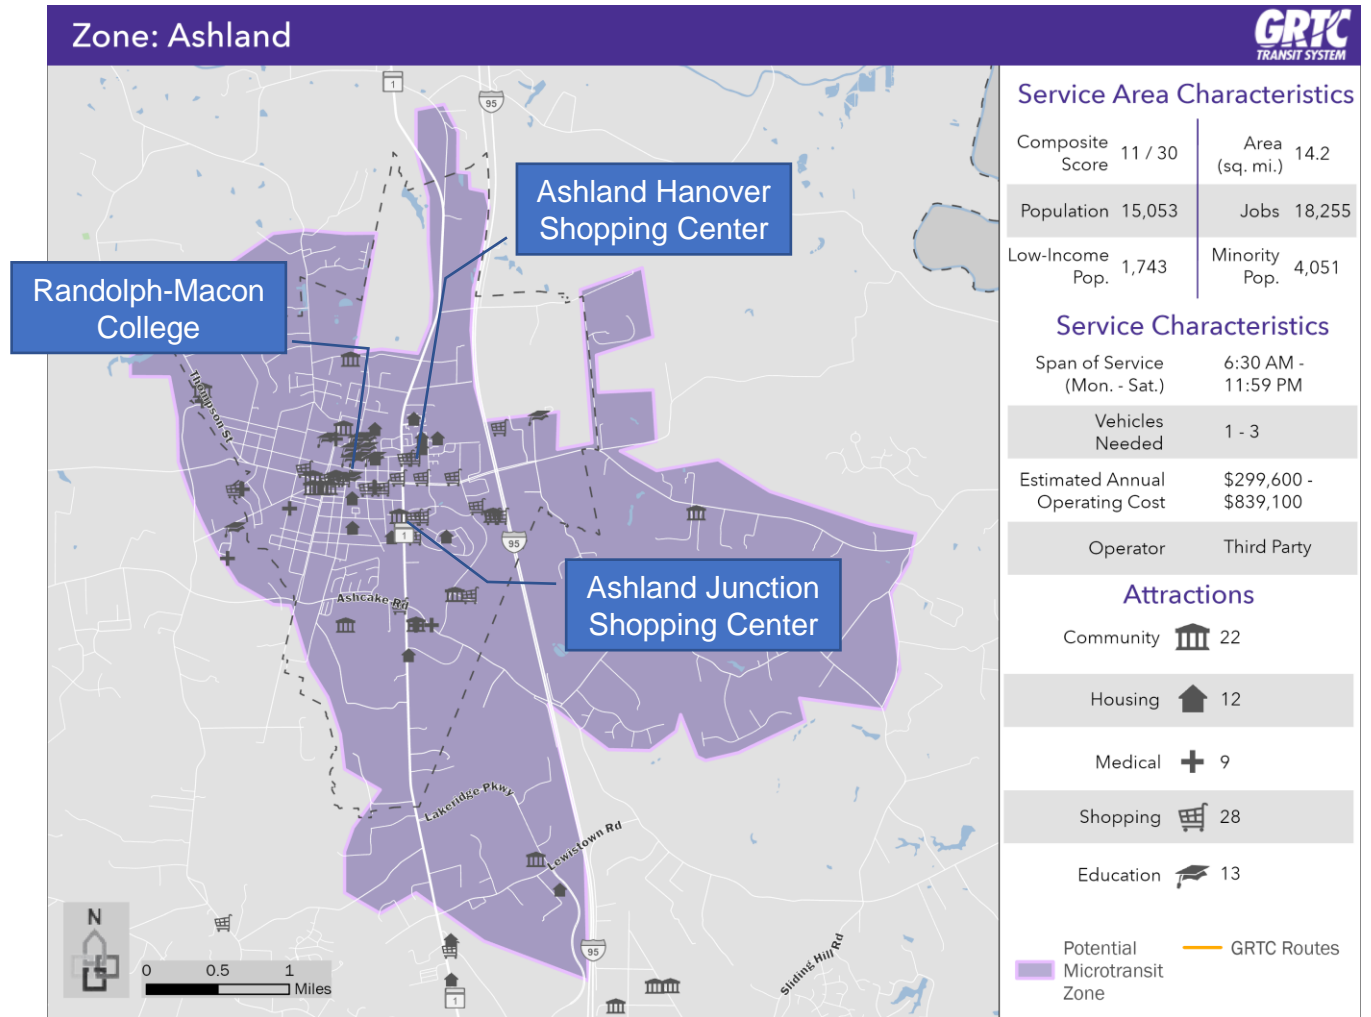 Zone: Ashland
GRTC
TRANSIT SYSTEM
1
95
Ashland Hanover
Shopping Center
Randolph-Macon
College
Thompson St
1
95
Ashland Junction
Shopping Center
Ashcake Rd
Lakeridge Pkwy
Lewistown Rd
Sliding Hill Rd
95
1
N
0 0.5 1
Miles
Service Area Characteristics
Composite
Score 11 / 30
Area
(sq. mi.) 14.2
Population 15,053
Jobs 18,255
Low-Income
Pop. 1,743
Minority
Pop. 4,051
Service Characteristics
Span of Service
(Mon. - Sat.)
6:30 AM -
11:59 PM
Vehicles
Needed
1 - 3
Estimated Annual
Operating Cost
$299,600 -
$839,100
Operator Third Party
Attractions
Community 22
Housing 12
Medical 9
Shopping 28
Education 13
Potential
Microtransit
Zone
GRTC Routes